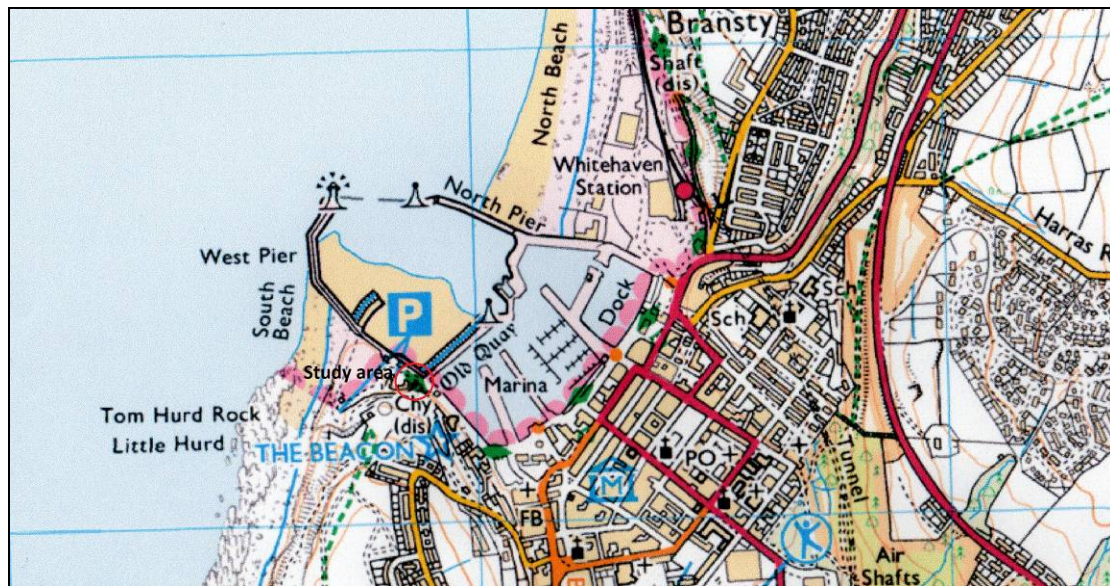 Bransty
Shaft
(dis)
North Beach
Whitehaven
Station
North Pier
West Pier
South
Beach
P
Dock
Sch
Sch
Harras R
Study area
Old Quay
Marina
Chy
(dis)
Tom Hurd Rock
Little Hurd
THE BEACON
M
PO
FB
Tunnel
Air
Shafts